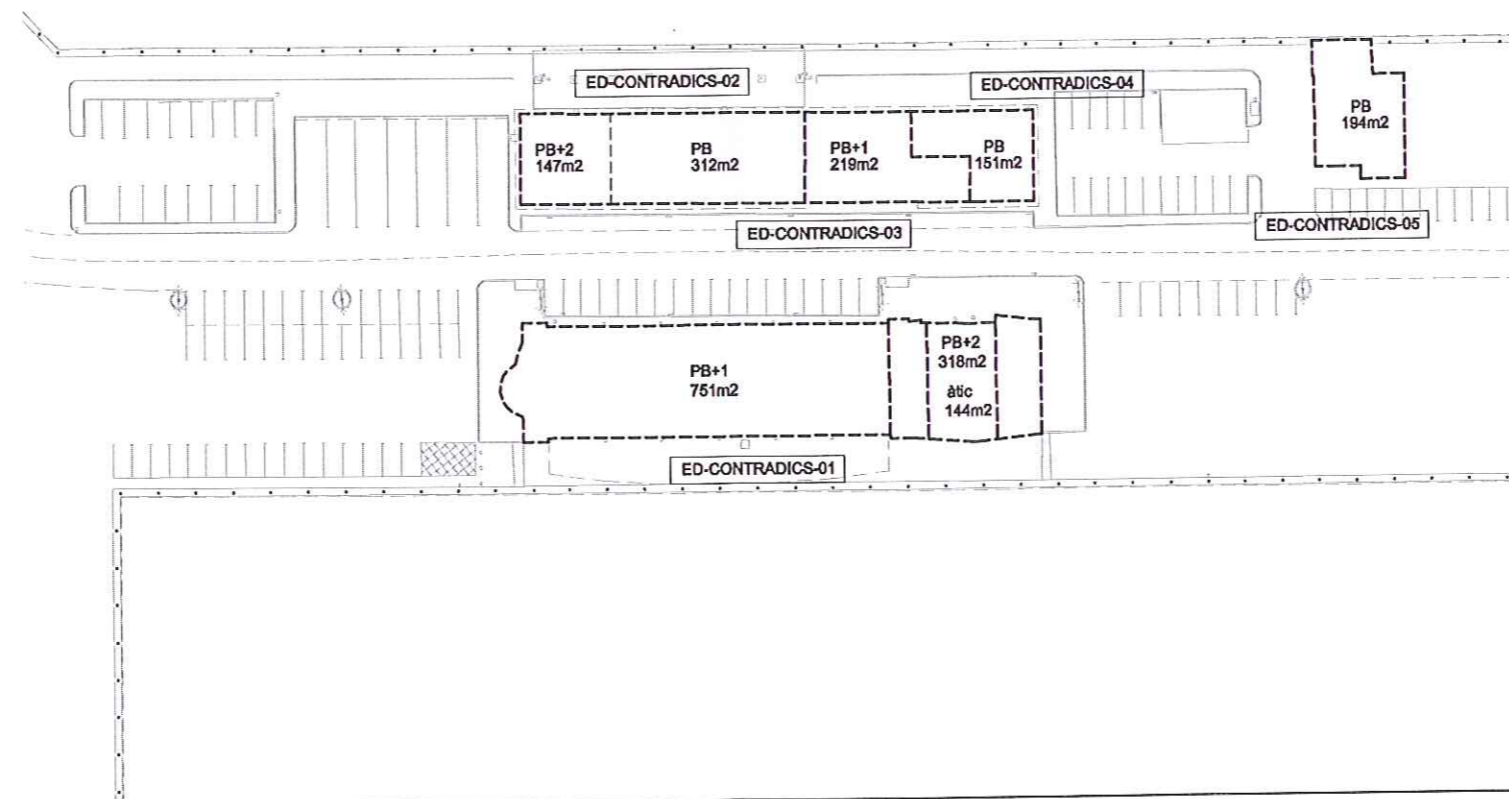 ED-CONTRADICS-02
ED-CONTRADICS-04
PB
194m2
PB+2
147m2
PB
312m2
PB+1
219m2
PB
151m2
ED-CONTRADICS-03
ED-CONTRADICS-05
PB+1
751m2
PB+2
318m2
àtic
144m2
ED-CONTRADICS-01